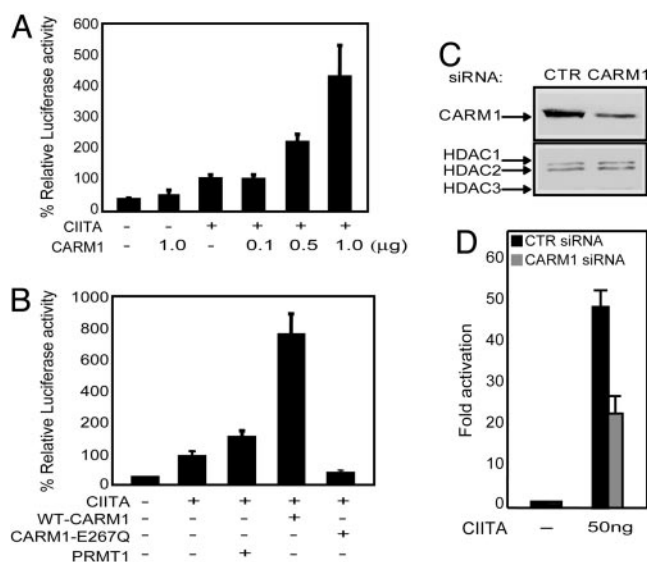 A
% Relative Luciferase activity
600
500
400
300
200
100
0
CIITA - - + + + +
CARM1 - 1.0 - 0.1 0.5 1.0 (μg)
B
% Relative Luciferase activity
1000
800
600
400
200
100
0
CIITA - + + + +
WT-CARM1 - - - + -
CARM1-E267Q - - - - +
PRMT1 - - + - -
C
siRNA: CTR CARM1
CARM1
HDAC1
HDAC2
HDAC3
D
CTR siRNA
CARM1 siRNA
Fold activation
60
50
40
30
20
10
0
CIITA – 50ng